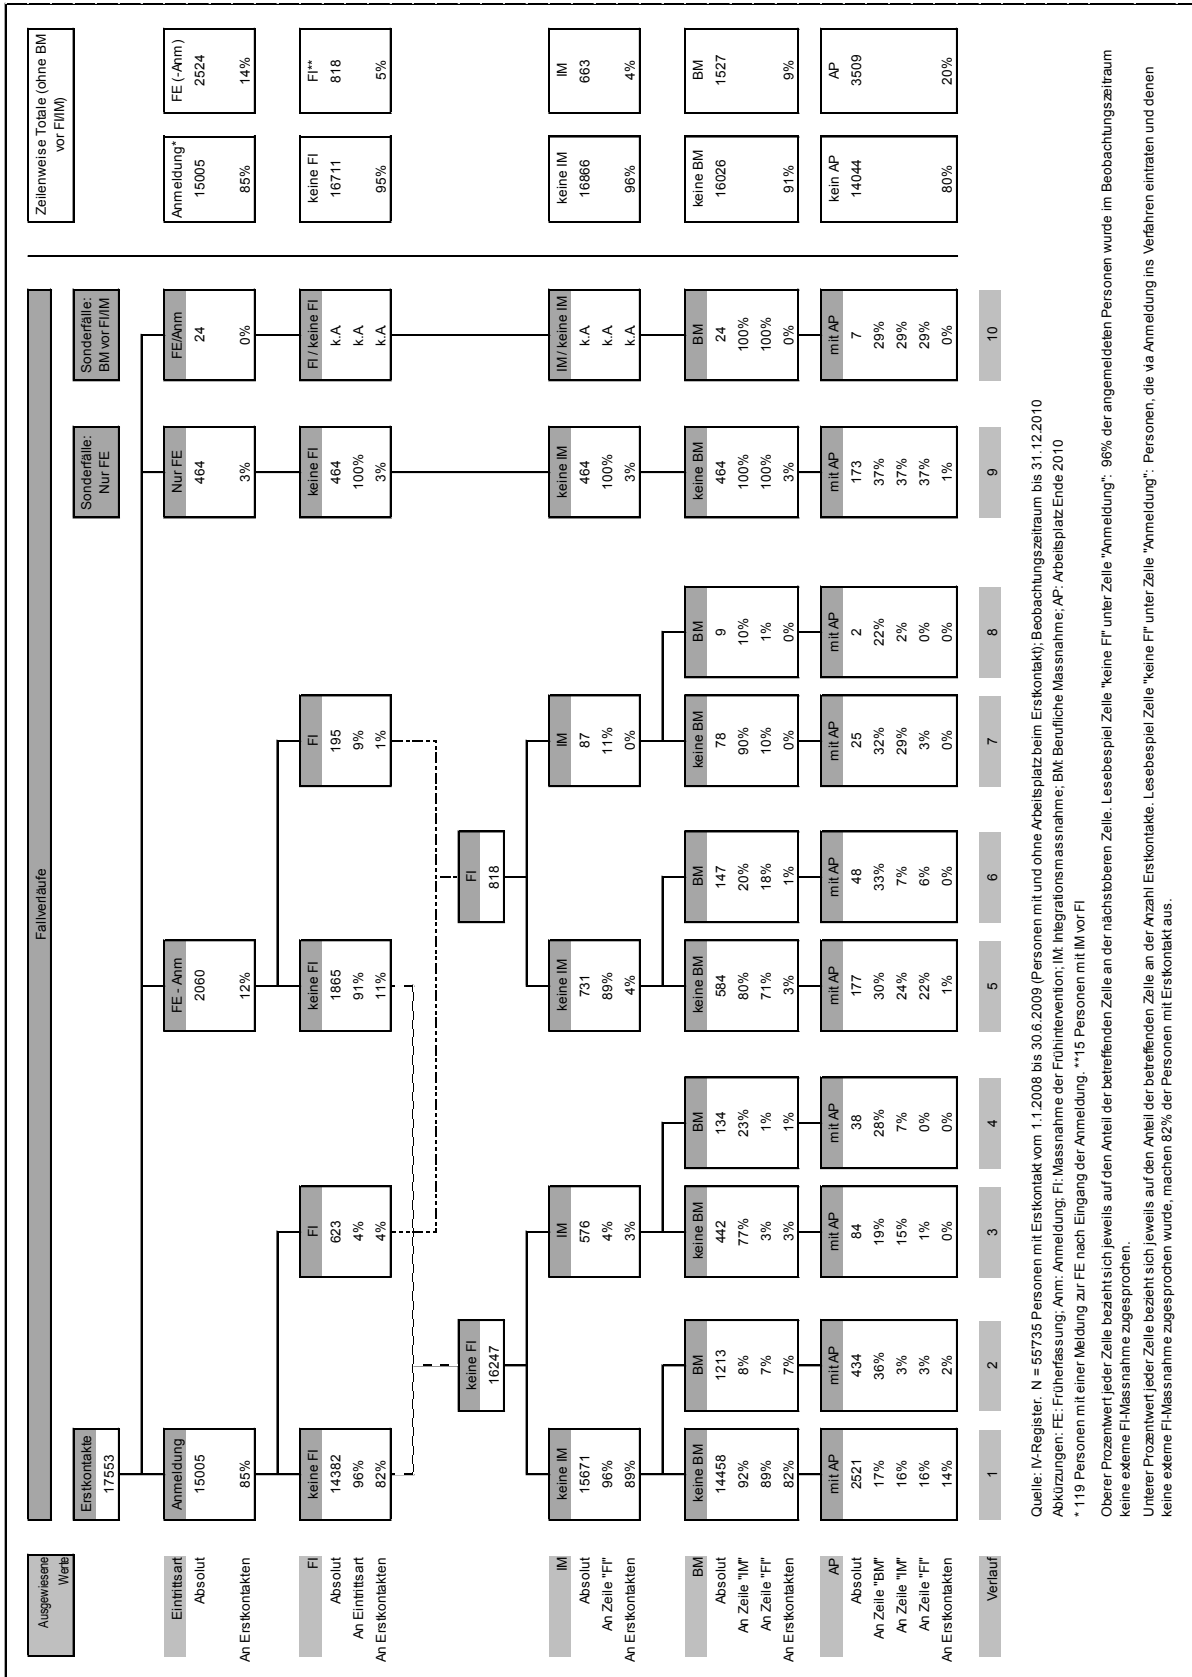 Ausgewiesene
Werte
Fallverläufe
Zeilenweise Totale (ohne BM
vor FI/IM)
Erstkontakte
17553
Sonderfälle:
Nur FE
Sonderfälle:
BM vor FI/IM
Eintrittsart
Absolut
An Erstkontakten
Anmeldung
15005
85%
FE - Anm
2060
12%
Nur FE
464
3%
FE/Anm
24
0%
Anmeldung*
15005
85%
FE (-Anm)
2524
14%
FI
Absolut
An Eintrittsart
An Erstkontakten
keine FI
14382
96%
82%
FI
623
4%
4%
keine FI
1865
91%
11%
FI
195
9%
1%
keine FI
464
100%
3%
FI / keine FI
k.A
k.A
k.A
keine FI
16711
95%
FI**
818
5%
keine FI
16247
FI
818
IM
Absolut
An Zeile "FI"
An Erstkontakten
keine IM
15671
96%
89%
IM
576
4%
3%
keine IM
731
89%
4%
IM
87
11%
0%
keine IM
464
100%
3%
IM / keine IM
k.A
k.A
k.A
keine IM
16866
96%
IM
663
4%
BM
Absolut
An Zeile "IM"
An Zeile "FI"
An Erstkontakten
keine BM
14458
92%
89%
82%
BM
1213
8%
7%
7%
keine BM
442
77%
3%
3%
BM
134
23%
1%
1%
keine BM
584
80%
71%
3%
BM
147
20%
18%
1%
keine BM
78
90%
10%
0%
BM
9
10%
1%
0%
keine BM
464
100%
100%
3%
BM
24
100%
100%
0%
keine BM
16026
91%
BM
1527
9%
AP
Absolut
An Zeile "BM"
An Zeile "IM"
An Zeile "FI"
An Erstkontakten
mit AP
2521
17%
16%
16%
14%
mit AP
434
36%
3%
3%
2%
mit AP
84
19%
15%
1%
0%
mit AP
38
28%
7%
0%
0%
mit AP
177
30%
24%
22%
1%
mit AP
48
33%
7%
6%
0%
mit AP
25
32%
29%
3%
0%
mit AP
2
22%
2%
0%
0%
mit AP
173
37%
37%
37%
1%
mit AP
7
29%
29%
29%
0%
kein AP
14044
80%
AP
3509
20%
Verlauf
1
2
3
4
5
6
7
8
9
10
Quelle: IV-Register. N = 55'735 Personen mit Erstkontakt vom 1.1.2008 bis 30.6.2009 (Personen mit und ohne Arbeitsplatz beim Erstkontakt); Beobachtungszeitraum bis 31.12.2010
Abkürzungen: FE: Früherfassung; Anm: Anmeldung; FI: Massnahme der Frühintervention; IM: Integrationsmassnahme; BM: Berufliche Massnahme; AP: Arbeitsplatz Ende 2010
* 119 Personen mit einer Meldung zur FE nach Eingang der Anmeldung. **15 Personen mit IM vor FI
Oberer Prozentwert jeder Zelle bezieht sich jeweils auf den Anteil der betreffenden Zelle an der nächstoberen Zelle. Lesebespiel Zelle "keine FI" unter Zelle "Anmeldung": 96% der angemeldeten Personen wurde im Beobachtungszeitraum
keine externe FI-Massnahme zugesprochen.
Unterer Prozentwert jeder Zelle bezieht sich jeweils auf den Anteil der betreffenden Zelle an der Anzahl Erstkontakte. Lesebespiel Zelle "keine FI" unter Zelle "Anmeldung": Personen, die via Anmeldung ins Verfahren eintraten und denen
keine externe FI-Massnahme zugesprochen wurde, machen 82% der Personen mit Erstkontakt aus.